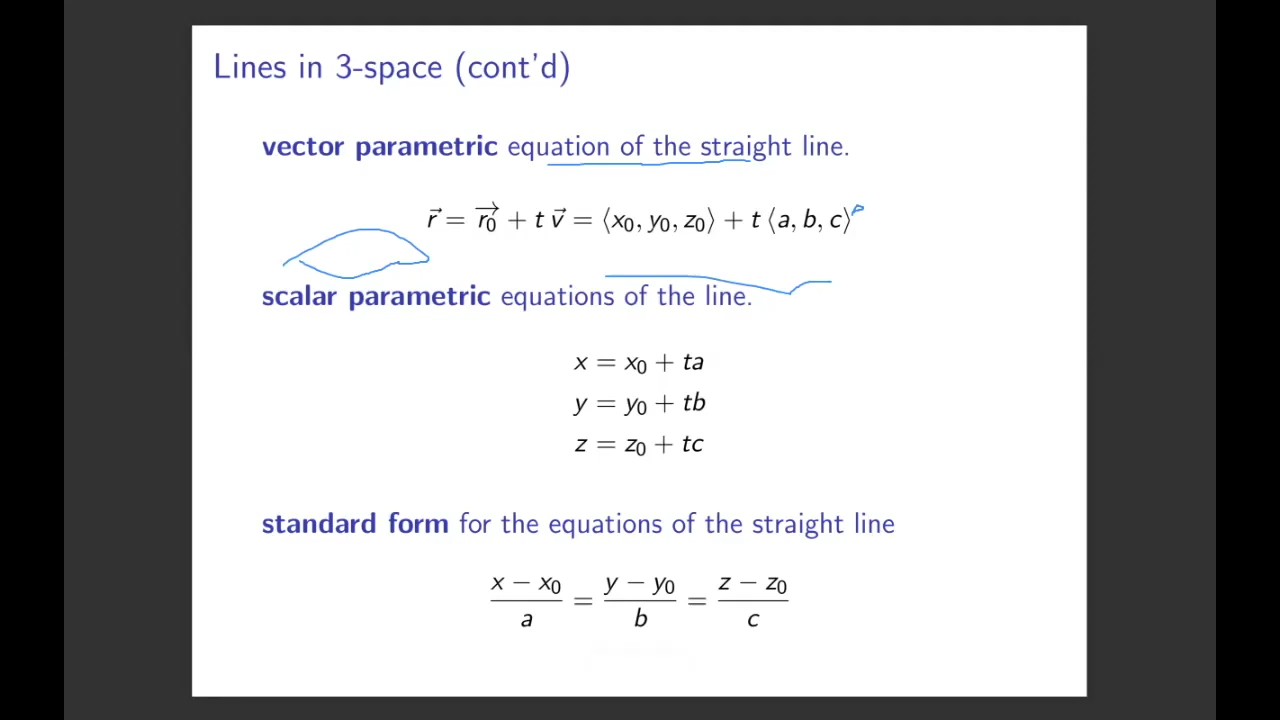 Lines in 3-space (cont'd)
vector parametric equation of the straight line.
r⃗ = r₀⃗ + t v⃗ = ⟨x₀, y₀, z₀⟩ + t ⟨a, b, c⟩
scalar parametric equations of the line.
x = x₀ + ta
y = y₀ + tb
z = z₀ + tc
standard form for the equations of the straight line
(x − x₀)/a = (y − y₀)/b = (z − z₀)/c